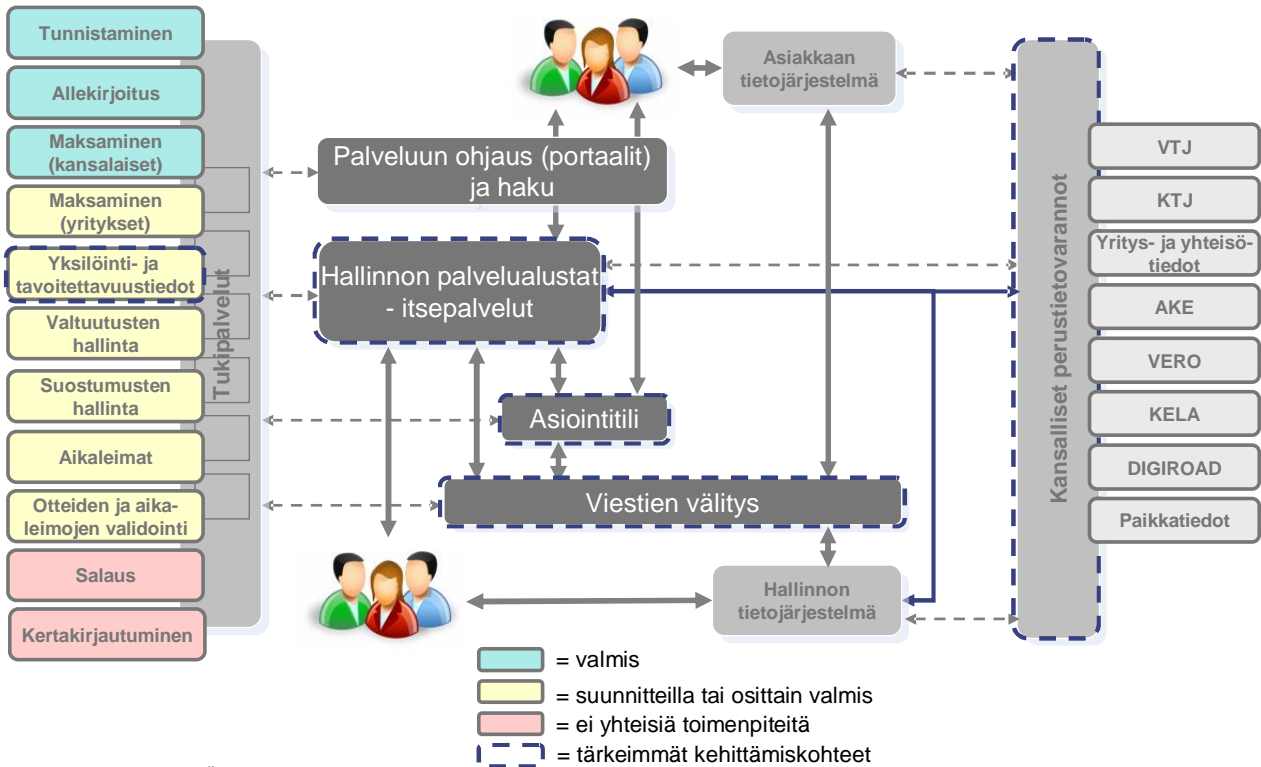 Tunnistaminen
Allekirjoitus
Maksaminen
(kansalaiset)
Maksaminen
(yritykset)
Yksilöinti- ja
tavoitettavuustiedot
Valtuutusten
hallinta
Suostumusten
hallinta
Aikaleimat
Otteiden ja aika-
leimojen validointi
Salaus
Kertakirjautuminen
Tukipalvelut
Asiakkaan
tietojärjestelmä
Palveluun ohjaus (portaalit)
ja haku
Hallinnon palvelualustat
- itsepalvelut
Asiointitili
Viestien välitys
Hallinnon
tietojärjestelmä
Kansalliset perustietovarannot
VTJ
KTJ
Yritys- ja yhteisö-
tiedot
AKE
VERO
KELA
DIGIROAD
Paikkatiedot
= valmis
= suunnitteilla tai osittain valmis
= ei yhteisiä toimenpiteitä
= tärkeimmät kehittämiskohteet